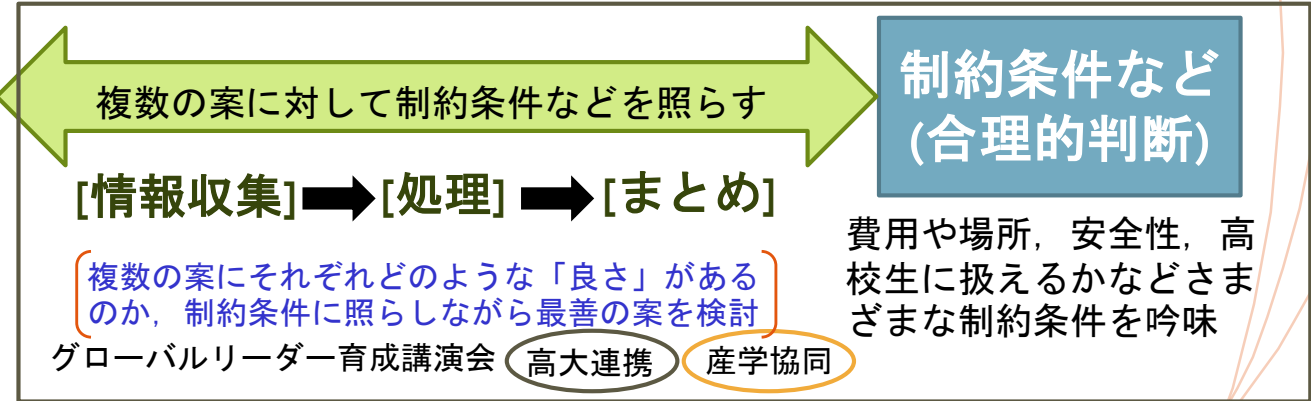 複数の案に対して制約条件などを照らす
制約条件など
(合理的判断)
[情報収集]➡[処理]➡[まとめ]
複数の案にそれぞれどのような「良さ」がある
のか，制約条件に照らしながら最善の案を検討
費用や場所，安全性，高
校生に扱えるかなどさま
ざまな制約条件を吟味
グローバルリーダー育成講演会 高大連携 産学協同